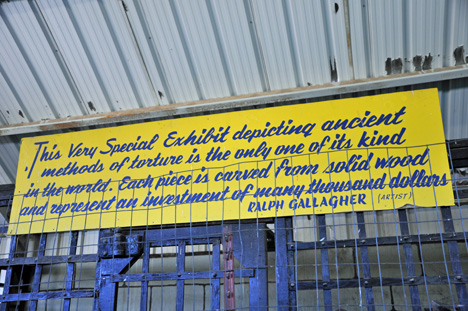 This Very Special Exhibit depicting ancient
methods of torture is the only one of its kind
in the world. Each piece is carved from solid wood
and represent an investment of many thousand dollars
RALPH GALLAGHER (ARTIST)